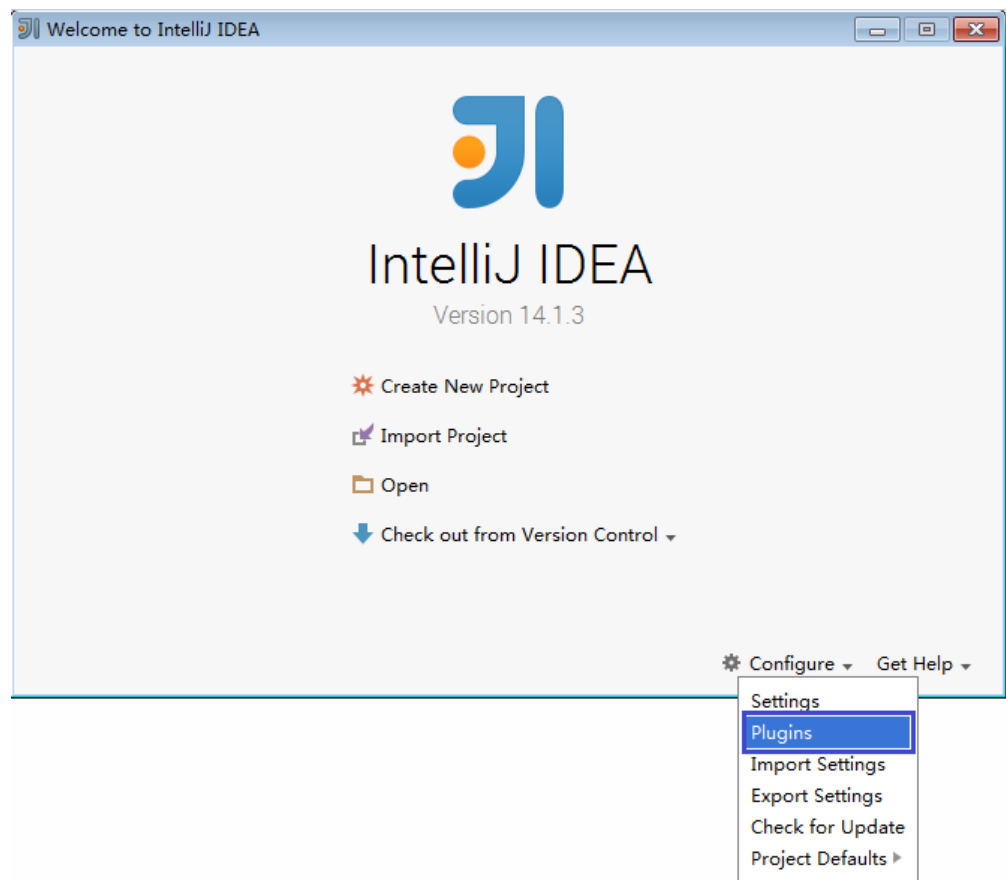 Welcome to IntelliJ IDEA
IntelliJ IDEA
Version 14.1.3
Create New Project
Import Project
Open
Check out from Version Control
Configure Get Help
Settings
Plugins
Import Settings
Export Settings
Check for Update
Project Defaults